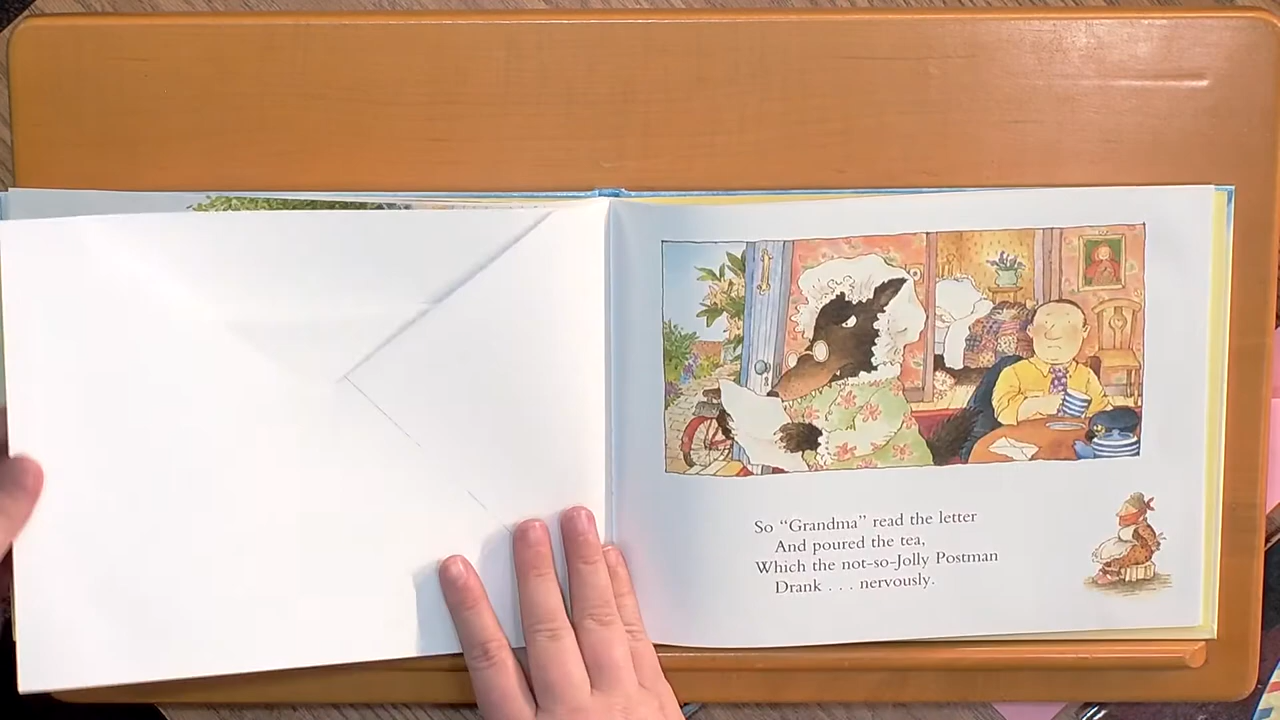 So “Grandma” read the letter
And poured the tea,
Which the not-so-Jolly Postman
Drank . . . nervously.